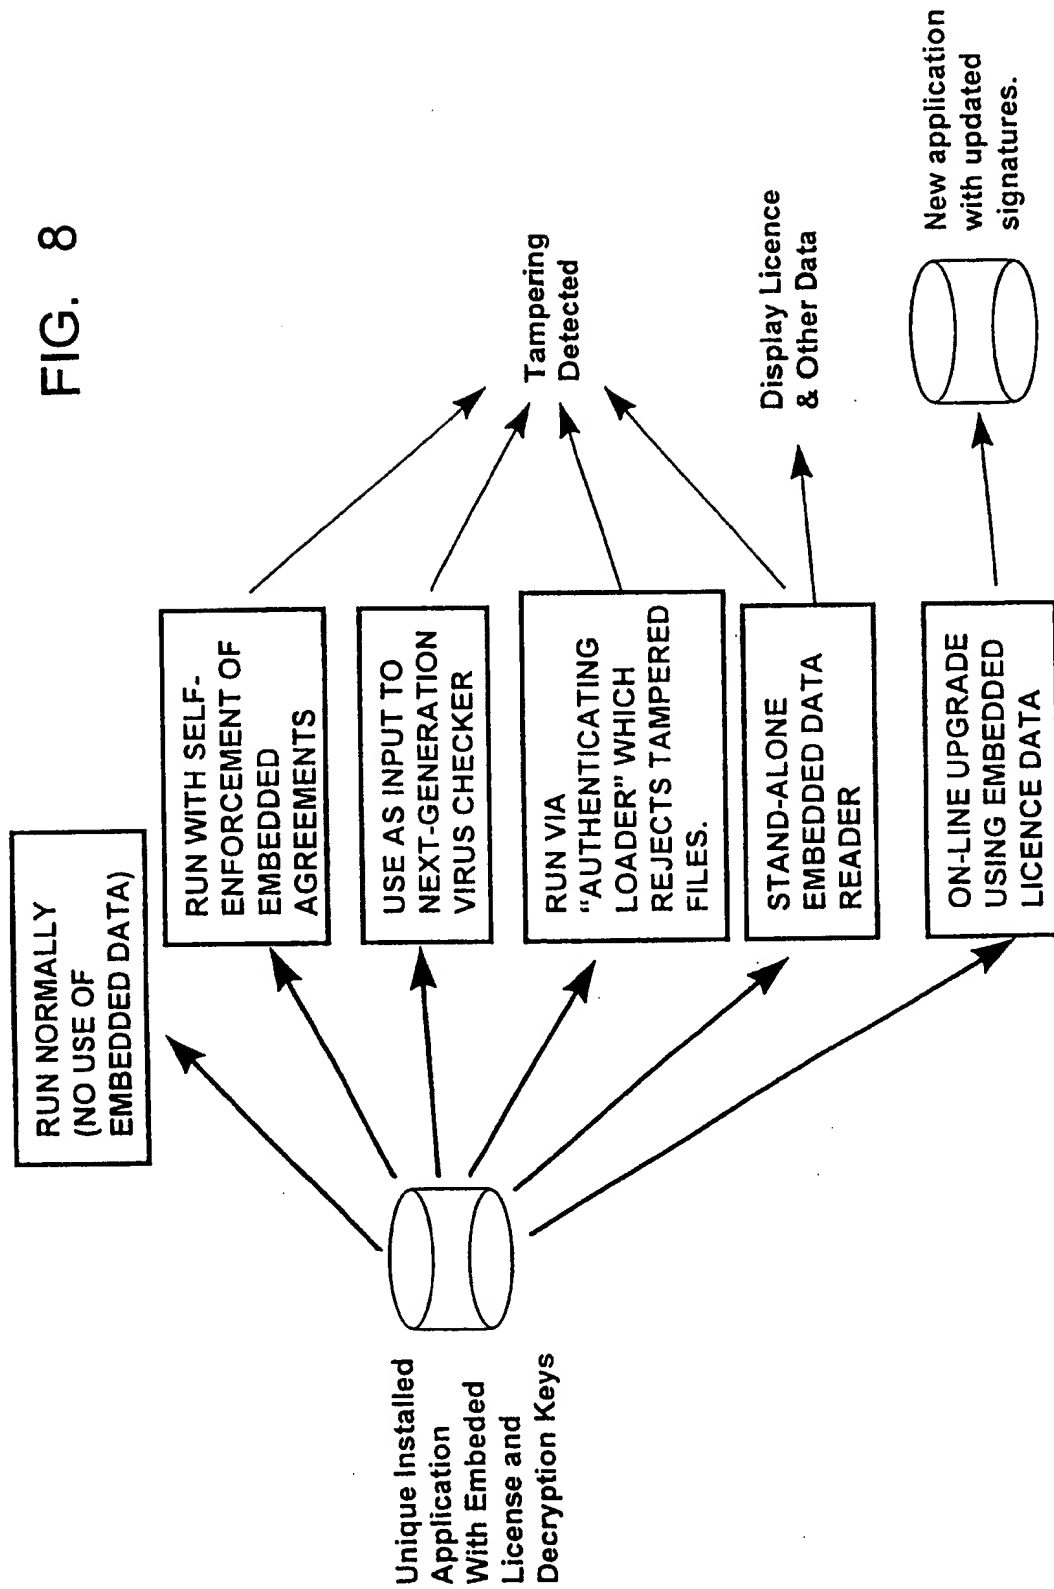 FIG. 8
RUN NORMALLY
(NO USE OF
EMBEDDED DATA)
RUN WITH SELF-
ENFORCEMENT OF
EMBEDDED
AGREEMENTS
USE AS INPUT TO
NEXT-GENERATION
VIRUS CHECKER
RUN VIA
“AUTHENTICATING
LOADER” WHICH
REJECTS TAMPERED
FILES.
STAND-ALONE
EMBEDDED DATA
READER
ON-LINE UPGRADE
USING EMBEDDED
LICENCE DATA
Unique Installed
Application
With Embeded
License and
Decryption Keys
Tampering
Detected
Display Licence
& Other Data
New application
with updated
signatures.